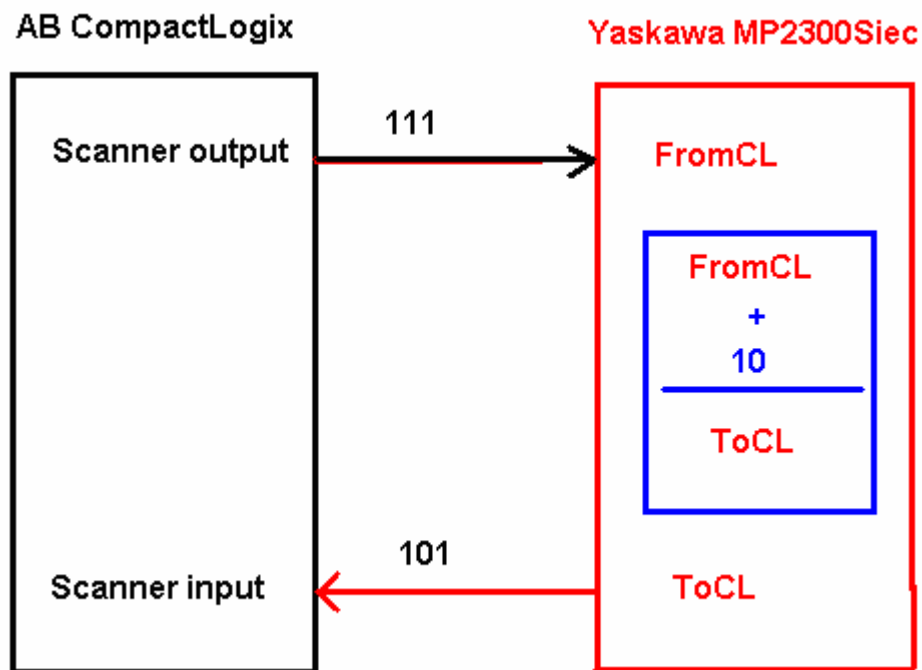 AB CompactLogix
Yaskawa MP2300Siec
Scanner output
111
FromCL
FromCL
+
10
ToCL
Scanner input
101
ToCL